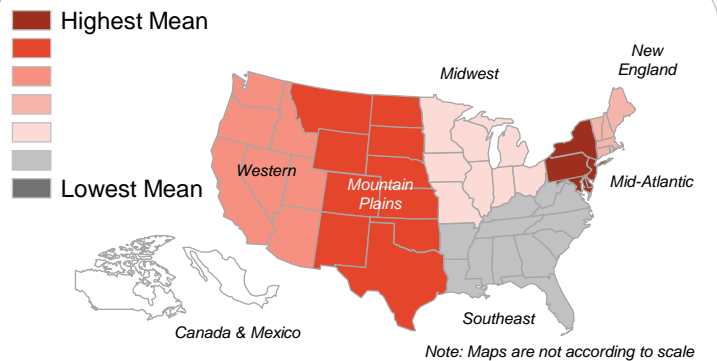 Highest Mean
New
England
Midwest
Western
Mountain
Plains
Lowest Mean
Mid-Atlantic
Southeast
Canada & Mexico
Note: Maps are not according to scale